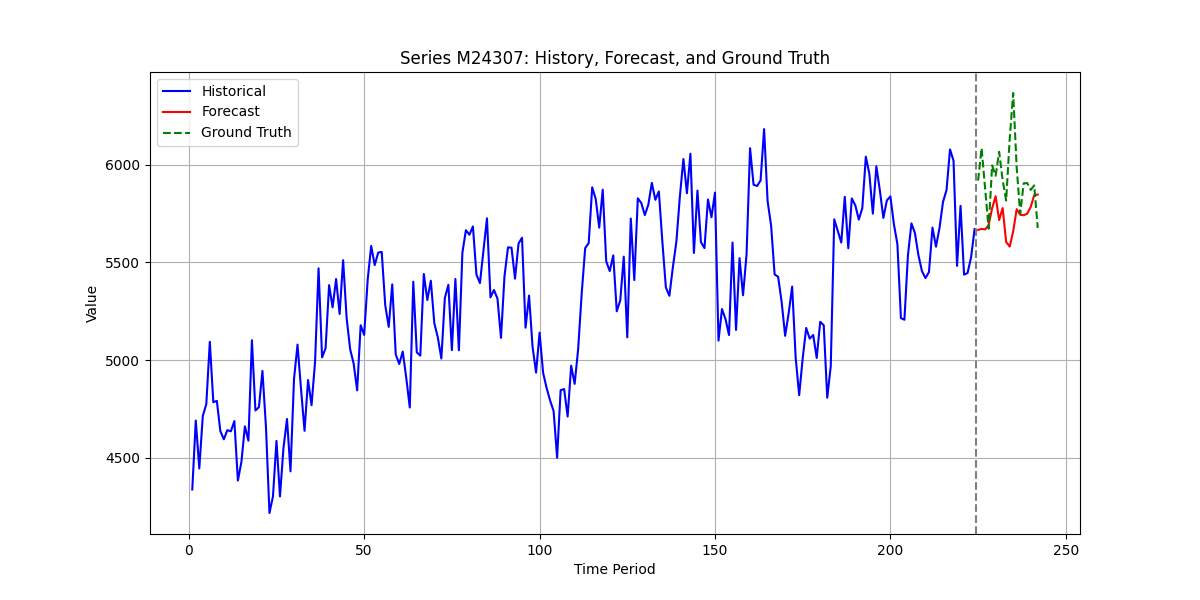 Series M24307: History, Forecast, and Ground Truth
Historical
Forecast
Ground Truth
Value
6000
5500
5000
4500
0
50
100
150
200
250
Time Period